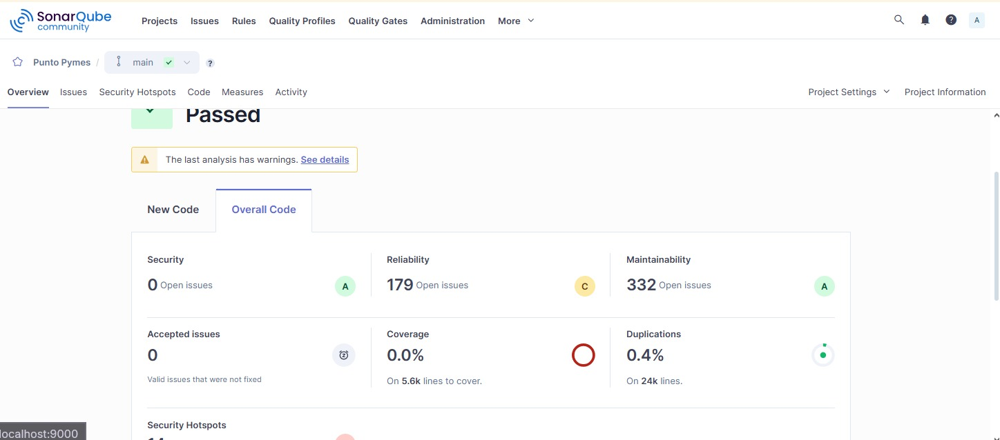 SonarQube
community
Projects Issues Rules Quality Profiles Quality Gates Administration More ? A
Punto Pymes / main ?
Overview Issues Security Hotspots Code Measures Activity Project Settings Project Information
Passed
The last analysis has warnings. See details
New Code Overall Code
Security Reliability Maintainability
0 Open issues A 179 Open issues C 332 Open issues A
Accepted issues Coverage Duplications
0 0.0% 0.4%
Valid issues that were not fixed On 5.6k lines to cover. On 24k lines.
Security Hotspots
localhost:9000